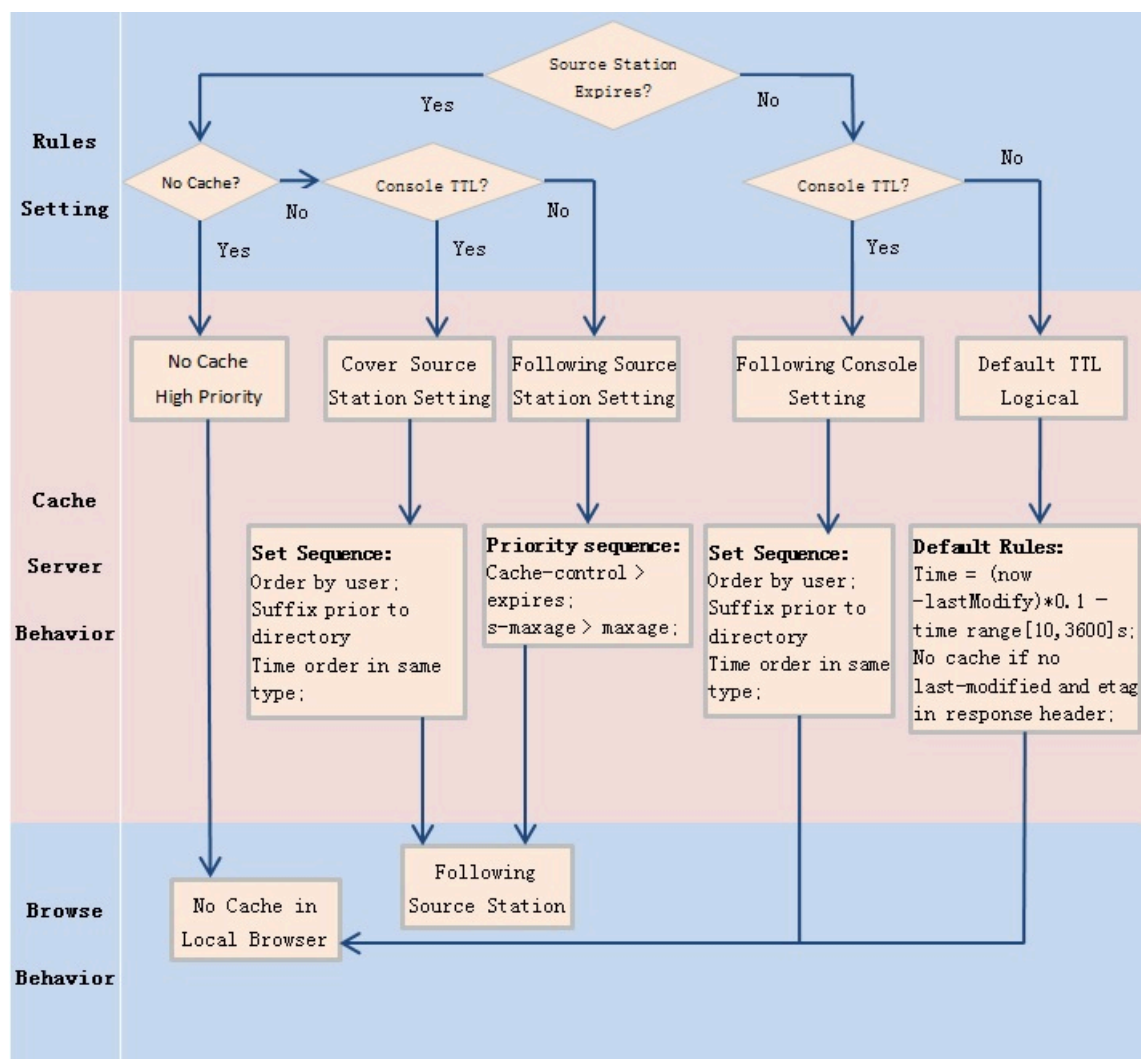 Source Station
Expires?
Yes
No
Rules
Setting
No Cache?
No
Console TTL?
No
Console TTL?
No
Yes
Yes
Yes
No Cache
High Priority
Cover Source
Station Setting
Following Source
Station Setting
Following Console
Setting
Default TTL
Logical
Cache
Server
Behavior
Set Sequence:
Order by user;
Suffix prior to
directory
Time order in same
type;
Priority sequence:
Cache-control >
expires;
s-maxage > maxage;
Set Sequence:
Order by user;
Suffix prior to
directory
Time order in same
type;
Default Rules:
Time = (now
-lastModify)*0.1 -
time range[10,3600]s;
No cache if no
last-modified and etag
in response header;
Browse
Behavior
No Cache in
Local Browser
Following
Source Station